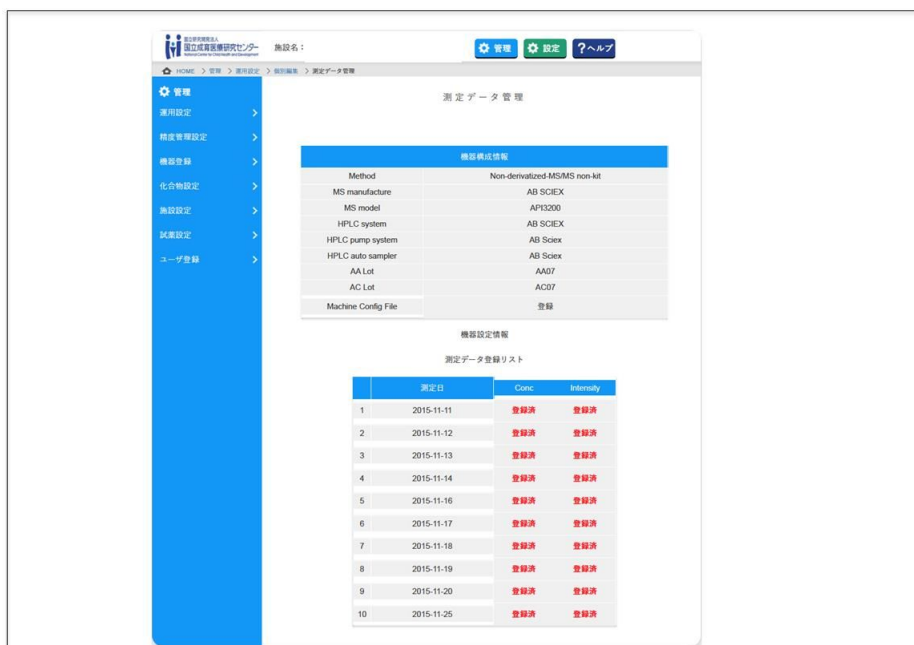 国立研究開発法人
国立成育医療研究センター
National Center for Child Health and Development
施設名：
管理
設定
?ヘルプ
HOME > 管理 > 運用設定 > 個別編集 > 測定データ管理
管理
運用設定
精度管理設定
機器登録
化合物設定
施設設定
試薬設定
ユーザ登録
測定データ管理
機器構成情報
Method Non-derivatized-MS/MS non-kit
MS manufacture AB SCIEX
MS model API3200
HPLC system AB SCIEX
HPLC pump system AB Sciex
HPLC auto sampler AB Sciex
AA Lot AA07
AC Lot AC07
Machine Config File 登録
機器設定情報
測定データ登録リスト
測定日 Conc Intensity
1 2015-11-11 登録済 登録済
2 2015-11-12 登録済 登録済
3 2015-11-13 登録済 登録済
4 2015-11-14 登録済 登録済
5 2015-11-16 登録済 登録済
6 2015-11-17 登録済 登録済
7 2015-11-18 登録済 登録済
8 2015-11-19 登録済 登録済
9 2015-11-20 登録済 登録済
10 2015-11-25 登録済 登録済